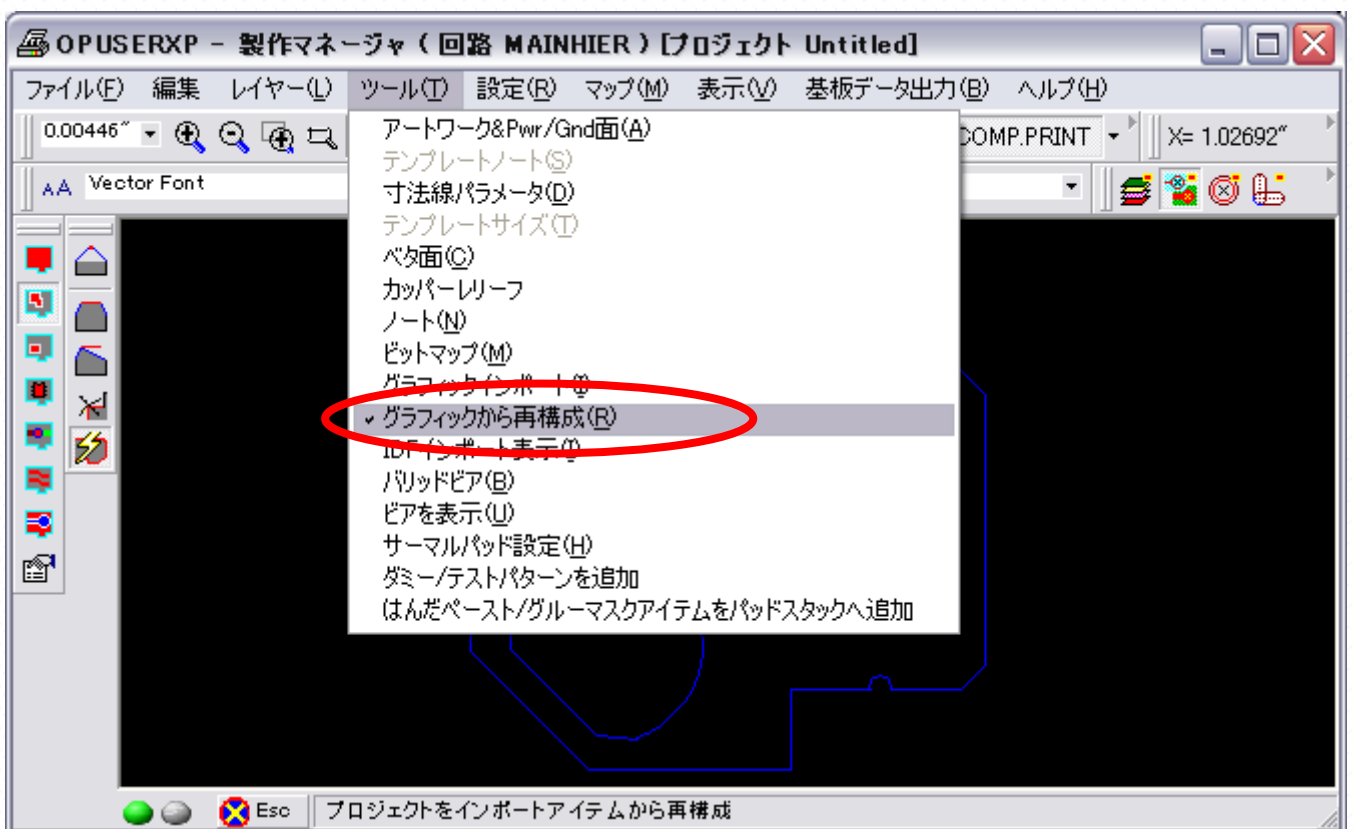 OPUSERXP - 製作マネージャ ( 回路 MAINHIER ) [プロジェクト Untitled]
ファイル(F) 編集 レイヤー(L) ツール(T) 設定(R) マップ(M) 表示(V) 基板データ出力(B) ヘルプ(H)
0.00446" COMP.PRINT X= 1.02692"
AA Vector Font
アートワーク&Pwr/Gnd面(A)
テンプレートノート(S)
寸法線パラメータ(D)
テンプレートサイズ(T)
ベタ面(C)
カッパーレリーフ
ノート(N)
ビットマップ(M)
グラフィックインポート(I)
グラフィックから再構成(R)
IDFインポート表示(I)
バリッドビア(B)
ビアを表示(U)
サーマルパッド設定(H)
ダミー/テストパターンを追加
はんだペースト/グルーマスクアイテムをパッドスタックへ追加
Esc プロジェクトをインポートアイテムから再構成